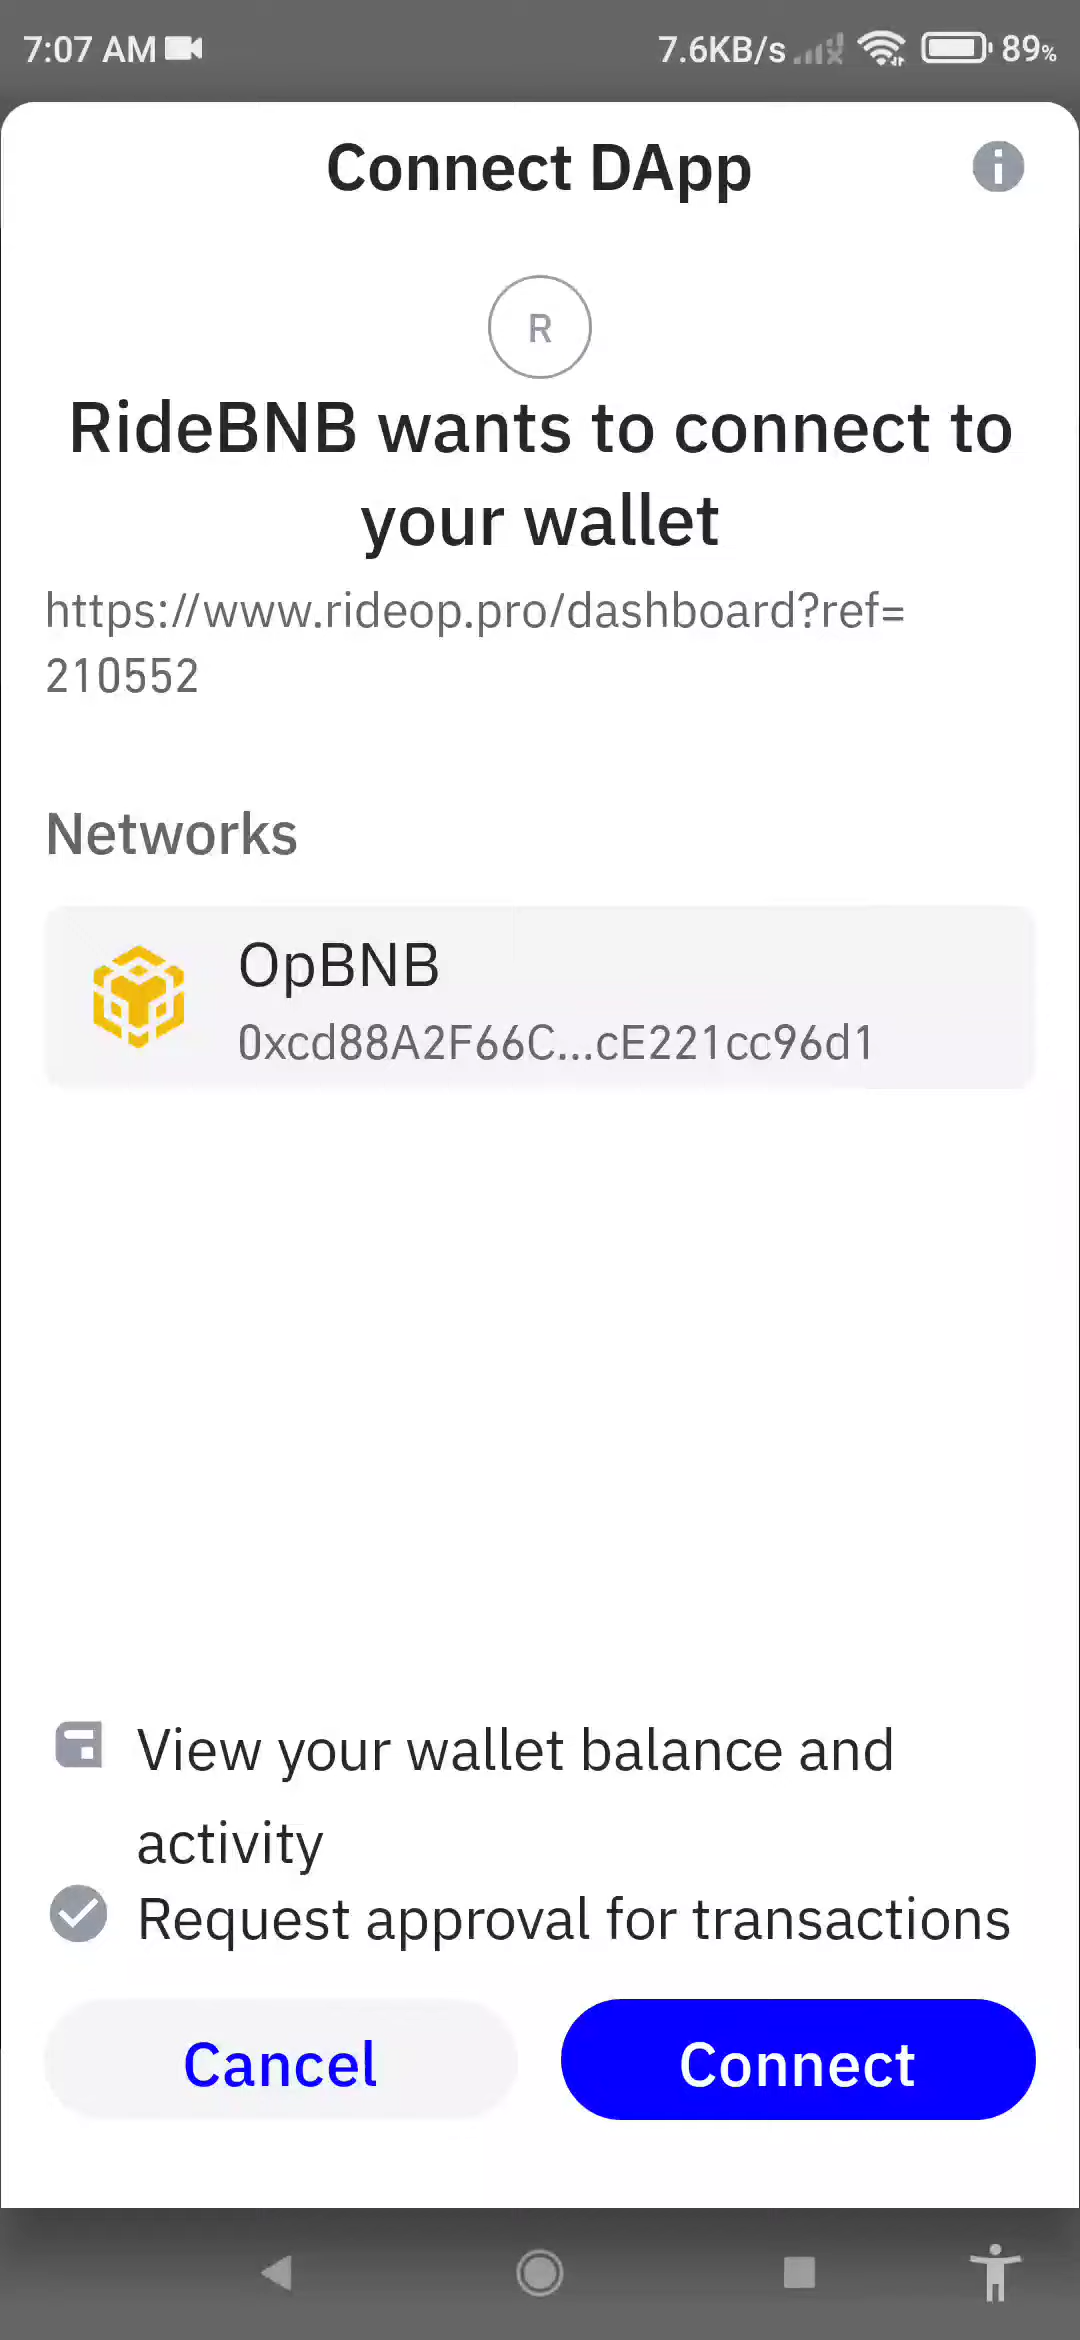 7:07 AM 7.6KB/s 89%
Connect DApp
R
RideBNB wants to connect to
your wallet
https://www.rideop.pro/dashboard?ref=
210552
Networks
OpBNB
0xcd88A2F66C...cE221cc96d1
View your wallet balance and
activity
Request approval for transactions
Cancel Connect